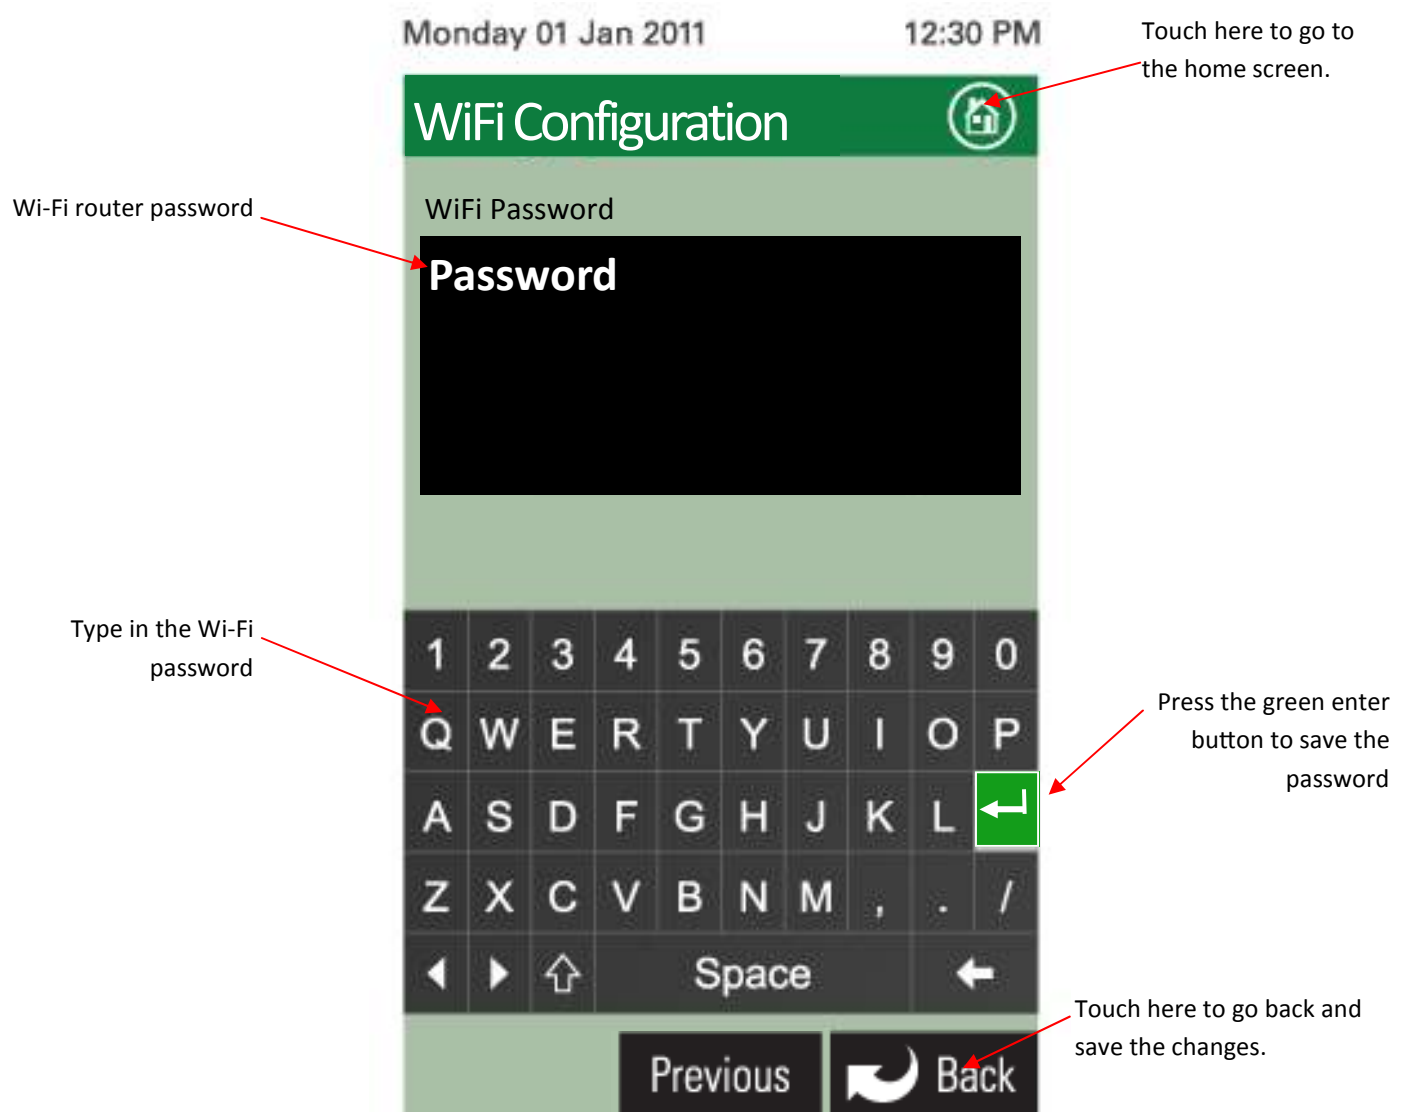 Monday 01 Jan 2011 12:30 PM
Touch here to go to
the home screen.
WiFi Configuration
Wi-Fi router password
WiFi Password
Password
Type in the Wi-Fi
password
1 2 3 4 5 6 7 8 9 0
Q W E R T Y U I O P
Press the green enter
button to save the
password
A S D F G H J K L
Z X C V B N M , . /
Space
Touch here to go back and
save the changes.
Previous Back